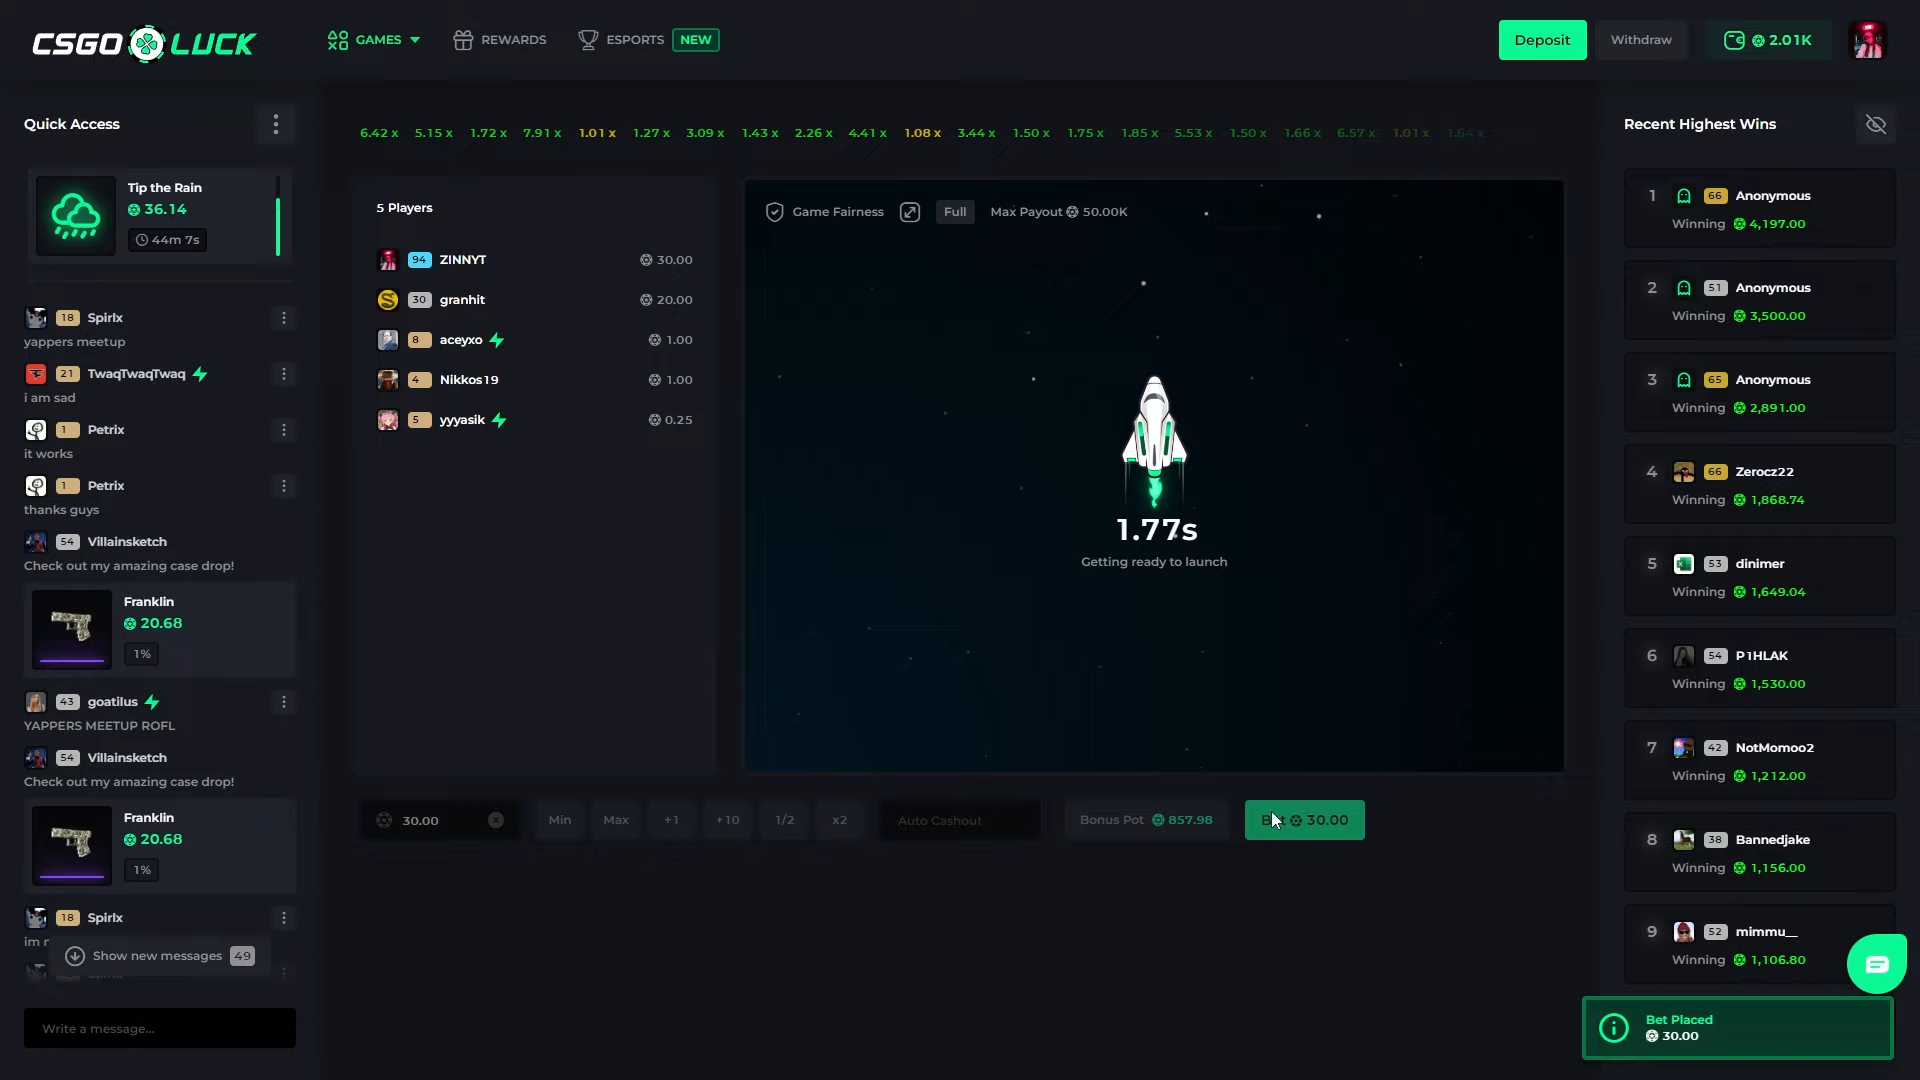 CSGO LUCK
GAMES
REWARDS
ESPORTS
NEW
Deposit
Withdraw
2.01K
Quick Access
Tip the Rain
36.14
44m 7s
18 Spirlx
yappers meetup
21 TwaqTwaqTwaq
i am sad
1 Petrix
it works
1 Petrix
thanks guys
54 Villainsketch
Check out my amazing case drop!
Franklin
20.68
1%
43 goatilus
YAPPERS MEETUP ROFL
54 Villainsketch
Check out my amazing case drop!
Franklin
20.68
1%
18 Spirlx
Show new messages 49
Write a message...
6.42 x 5.15 x 1.72 x 7.91 x 1.01 x 1.27 x 3.09 x 1.43 x 2.26 x 4.41 x 1.08 x 3.44 x 1.50 x 1.75 x 1.85 x 5.53 x 1.50 x 1.66 x 6.57 x 1.01 x 1.64 x
5 Players
94 ZINNYT 30.00
30 granhit 20.00
8 aceyxo 1.00
4 Nikkos19 1.00
5 yyyasik 0.25
Game Fairness
Full
Max Payout 50.00K
1.77s
Getting ready to launch
30.00
Min
Max
+1
+10
1/2
x2
Auto Cashout
Bonus Pot 857.98
30.00
Recent Highest Wins
1 66 Anonymous
Winning 4,197.00
2 51 Anonymous
Winning 3,500.00
3 65 Anonymous
Winning 2,891.00
4 66 Zerocz22
Winning 1,868.74
5 53 dinimer
Winning 1,649.04
6 54 P1HLAK
Winning 1,530.00
7 42 NotMomoo2
Winning 1,212.00
8 38 Bannedjake
Winning 1,156.00
9 52 mimmu__
Winning 1,106.80
Bet Placed
30.00